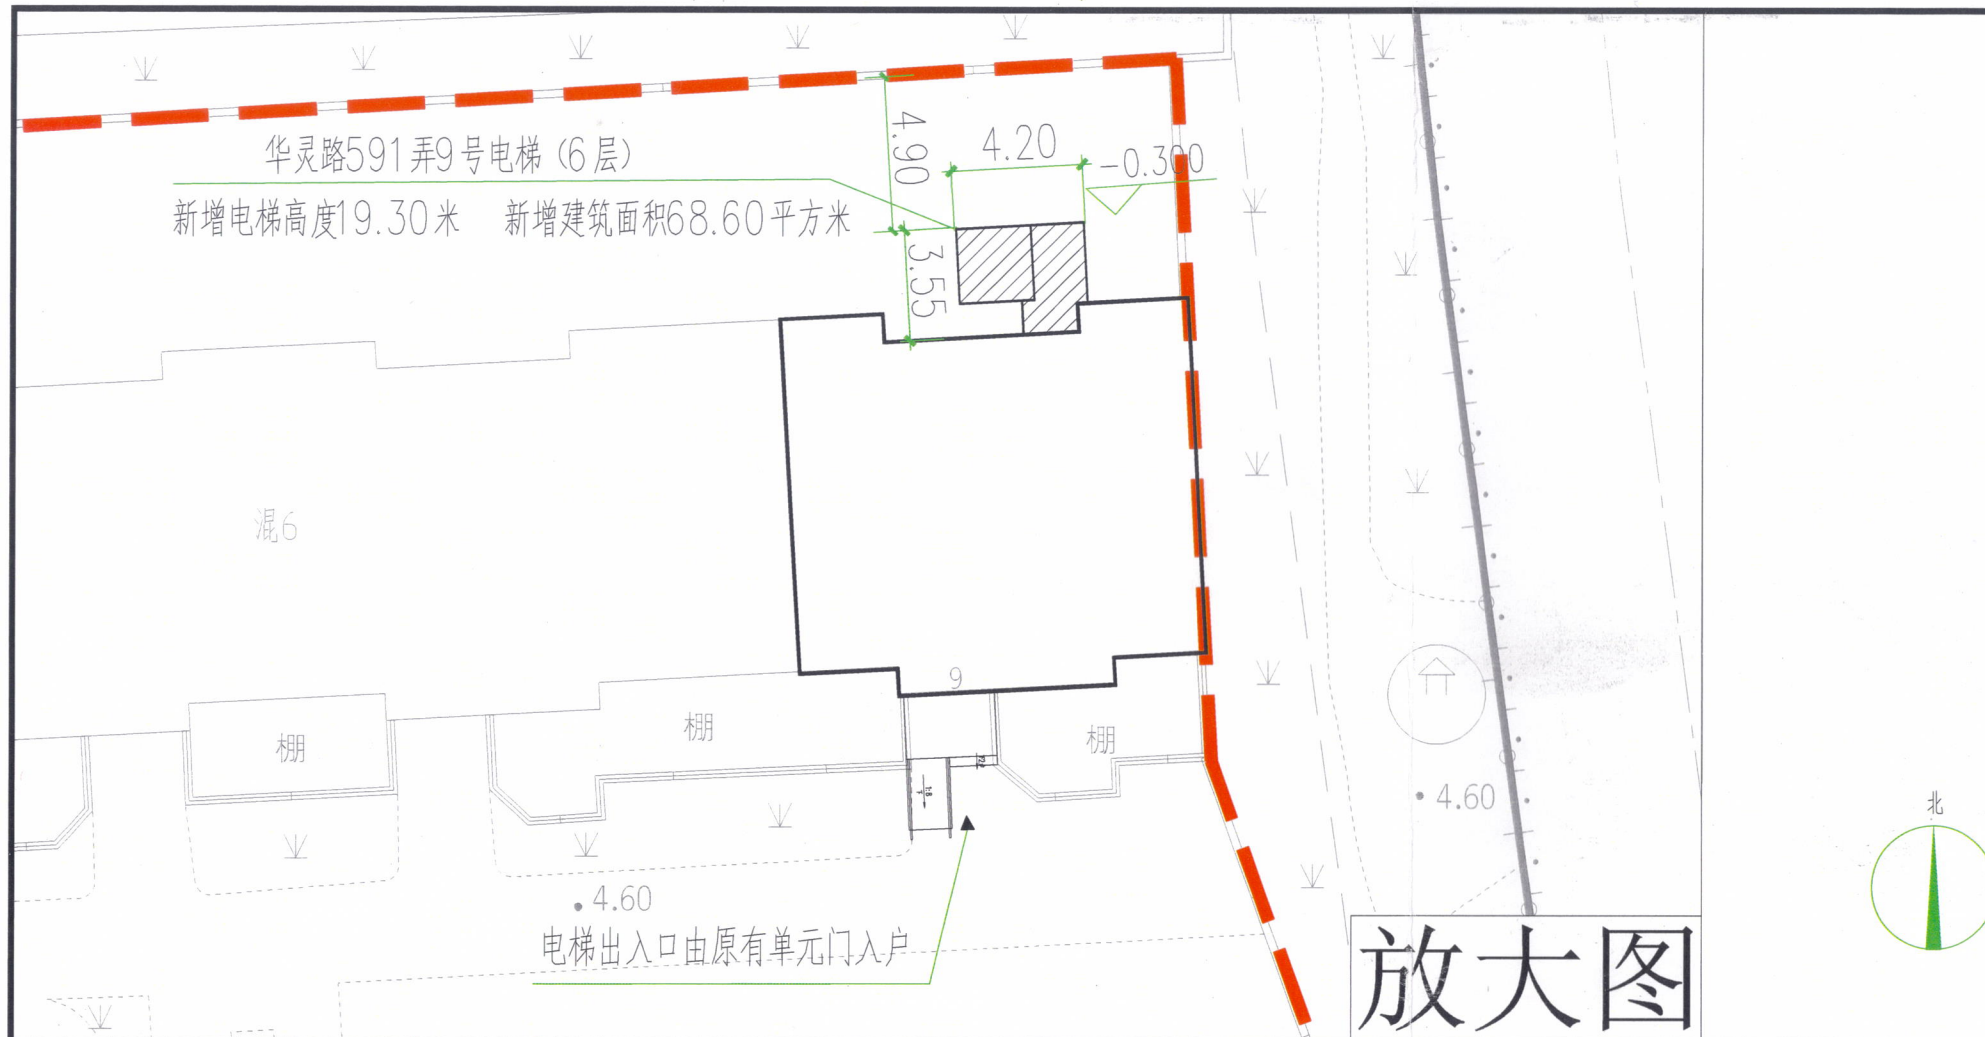 4.90
4.20
-0.300
华灵路591弄9号电梯（6层）
新增电梯高度19.30米 新增建筑面积68.60平方米
3.55
混6
9
棚
棚
棚
1:8
4.60
北
4.60
电梯出入口由原有单元门入户
放大图